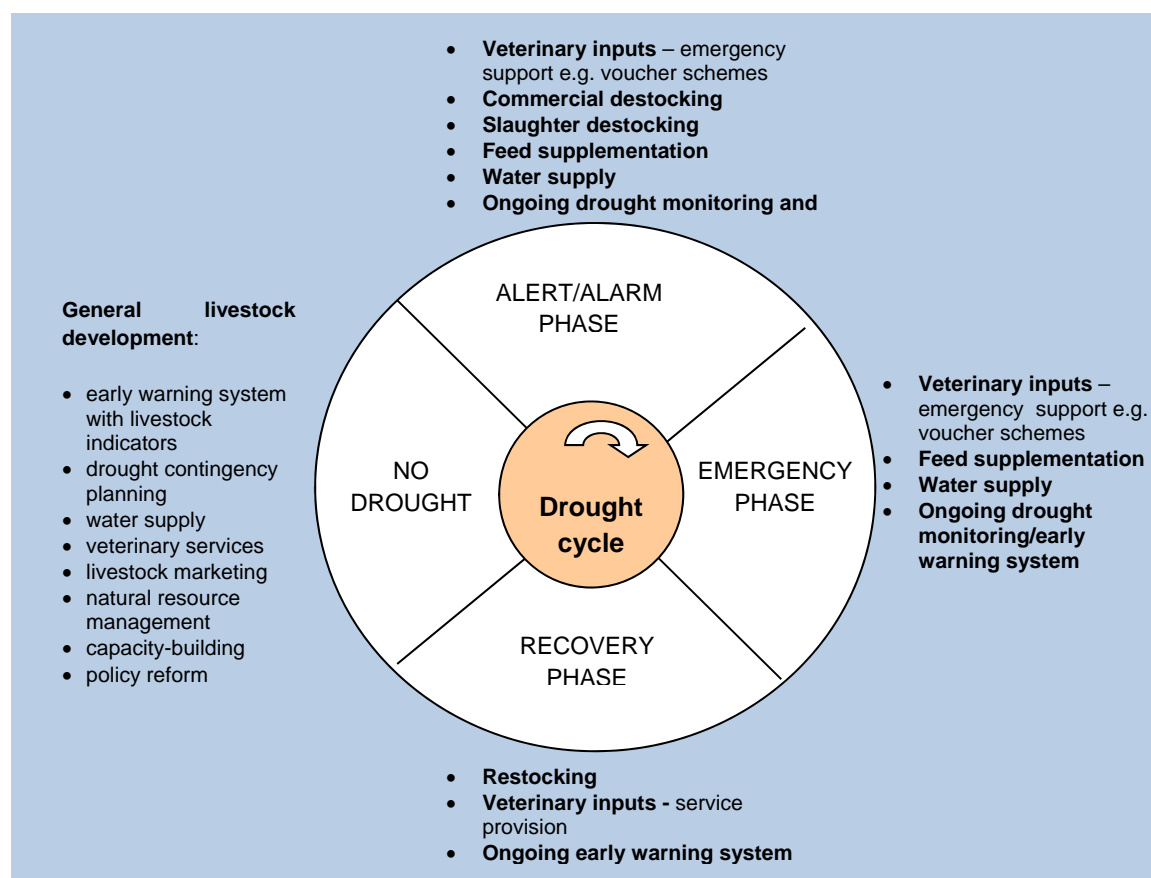 • Veterinary inputs – emergency
support e.g. voucher schemes
• Commercial destocking
• Slaughter destocking
• Feed supplementation
• Water supply
• Ongoing drought monitoring and
ALERT/ALARM
PHASE
General livestock
development:
• early warning system
with livestock
indicators
• drought contingency
planning
• water supply
• veterinary services
• livestock marketing
• natural resource
management
• capacity-building
• policy reform
NO
DROUGHT
Drought
cycle
EMERGENCY
PHASE
• Veterinary inputs –
emergency support e.g.
voucher schemes
• Feed supplementation
• Water supply
• Ongoing drought
monitoring/early
warning system
RECOVERY
PHASE
• Restocking
• Veterinary inputs - service
provision
• Ongoing early warning system